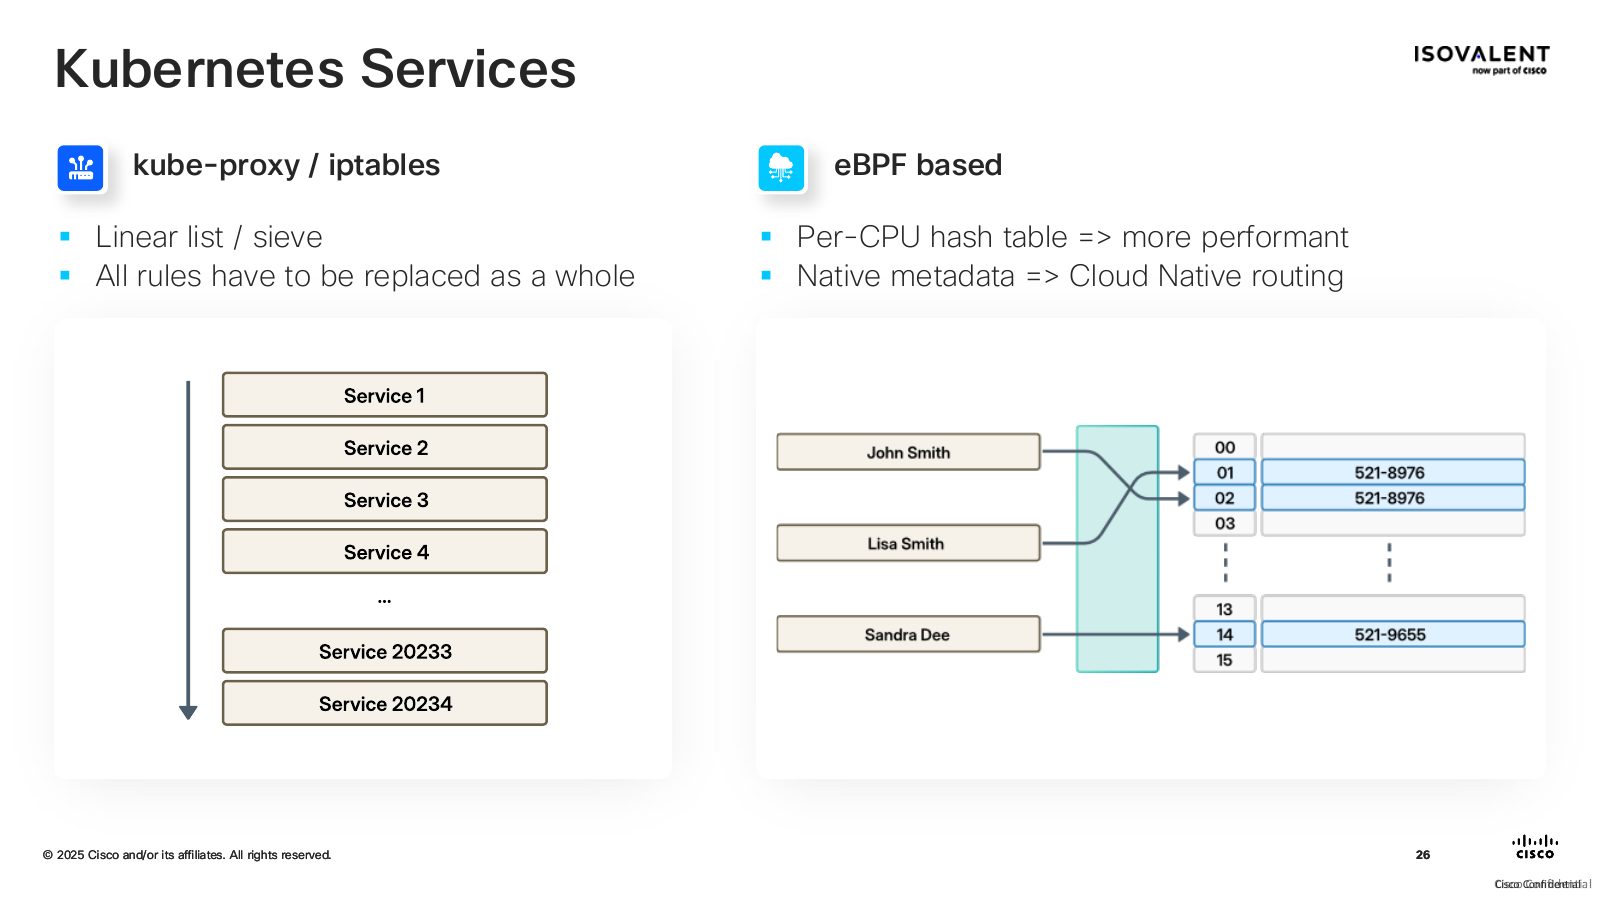 Kubernetes Services
ISOVALENT
now part of CISCO
kube-proxy / iptables
Linear list / sieve
All rules have to be replaced as a whole
Service 1
Service 2
Service 3
Service 4
...
Service 20233
Service 20234
eBPF based
Per-CPU hash table => more performant
Native metadata => Cloud Native routing
John Smith
Lisa Smith
Sandra Dee
00
01 521-8976
02 521-8976
03
13
14 521-9655
15
© 2025 Cisco and/or its affiliates. All rights reserved.
26
CISCO
Cisco Confidential